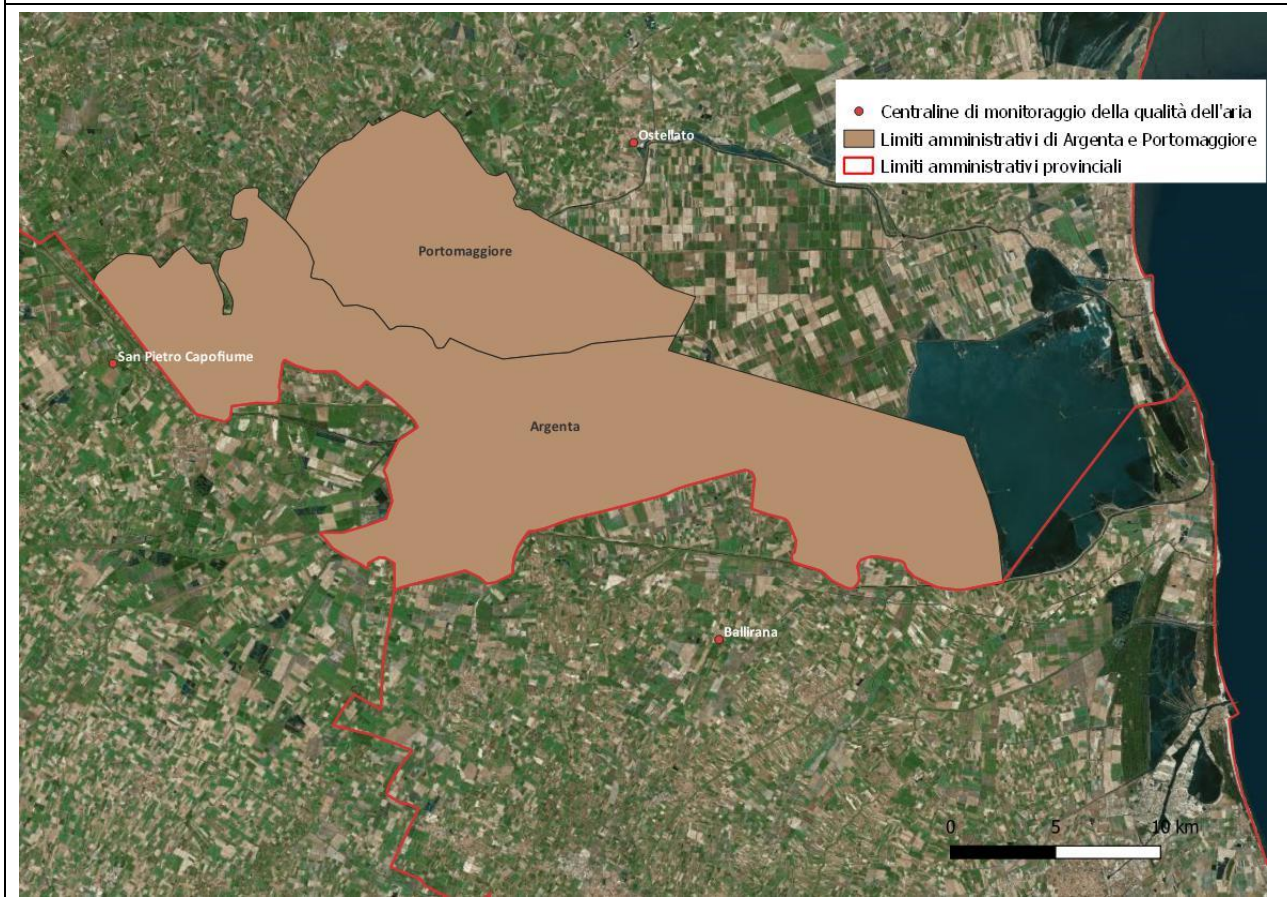 Ostellato
Centraline di monitoraggio della qualità dell'aria
Limiti amministrativi di Argenta e Portomaggiore
Limiti amministrativi provinciali
Portomaggiore
San Pietro Capofiume
Argenta
Ballirana
0 5 10 km